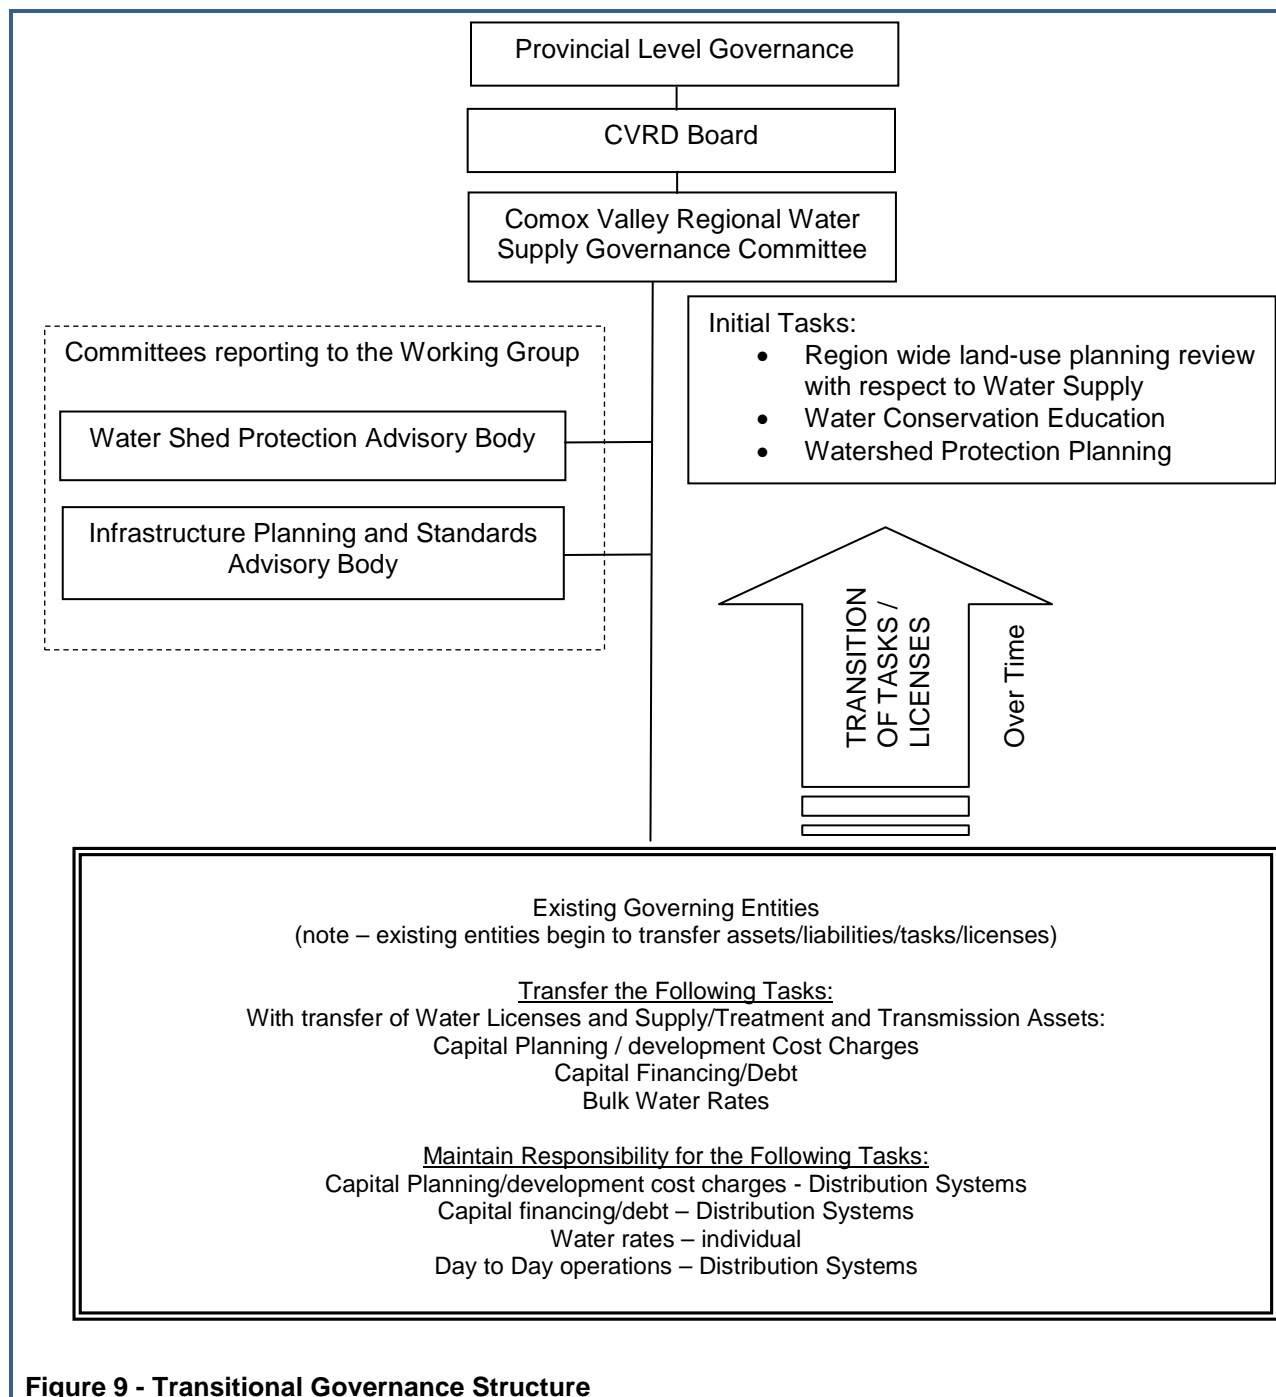 Provincial Level Governance
CVRD Board
Comox Valley Regional Water
Supply Governance Committee
Committees reporting to the Working Group
Water Shed Protection Advisory Body
Infrastructure Planning and Standards
Advisory Body
Initial Tasks:
• Region wide land-use planning review
with respect to Water Supply
• Water Conservation Education
• Watershed Protection Planning
TRANSITION
OF TASKS /
LICENSES
Over Time
Existing Governing Entities
(note – existing entities begin to transfer assets/liabilities/tasks/licenses)
Transfer the Following Tasks:
With transfer of Water Licenses and Supply/Treatment and Transmission Assets:
Capital Planning / development Cost Charges
Capital Financing/Debt
Bulk Water Rates
Maintain Responsibility for the Following Tasks:
Capital Planning/development cost charges - Distribution Systems
Capital financing/debt – Distribution Systems
Water rates – individual
Day to Day operations – Distribution Systems
Figure 9 - Transitional Governance Structure